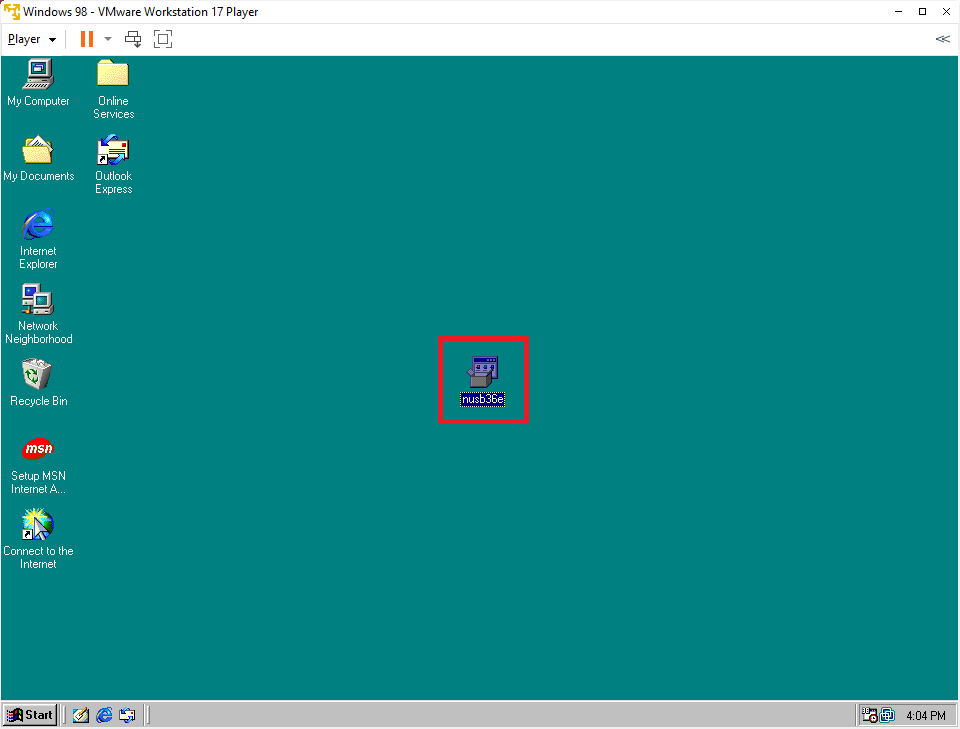 Windows 98 - VMware Workstation 17 Player
Player
My Computer
Online
Services
My Documents
Outlook
Express
Internet
Explorer
Network
Neighborhood
Recycle Bin
nusb36e
msn
Setup MSN
Internet A...
Connect to the
Internet
Start
4:04 PM